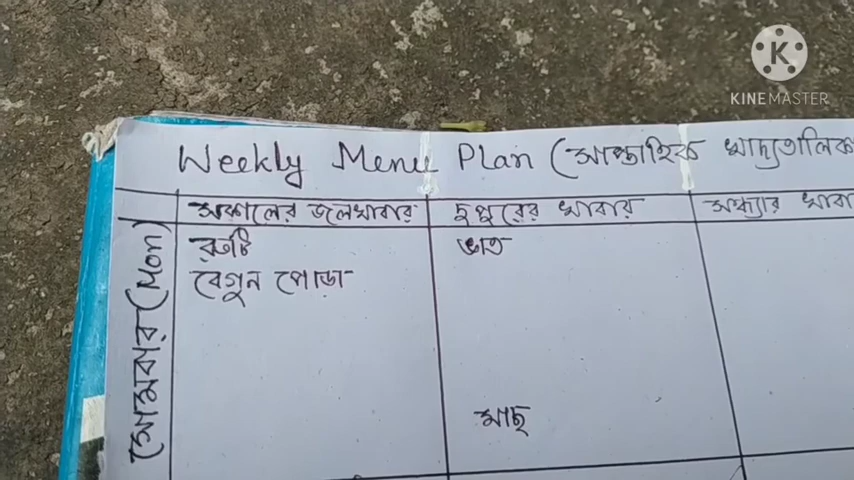 KINEMASTER
Weekly Menu Plan (সাপ্তাহিক খাদ্যতালিক
সকালের জলখাবার দুপুরের খাবার সন্ধ্যার খাবা
সোমবার (Mon)
রুটি ভাত
বেগুন পোড়া
মাছ